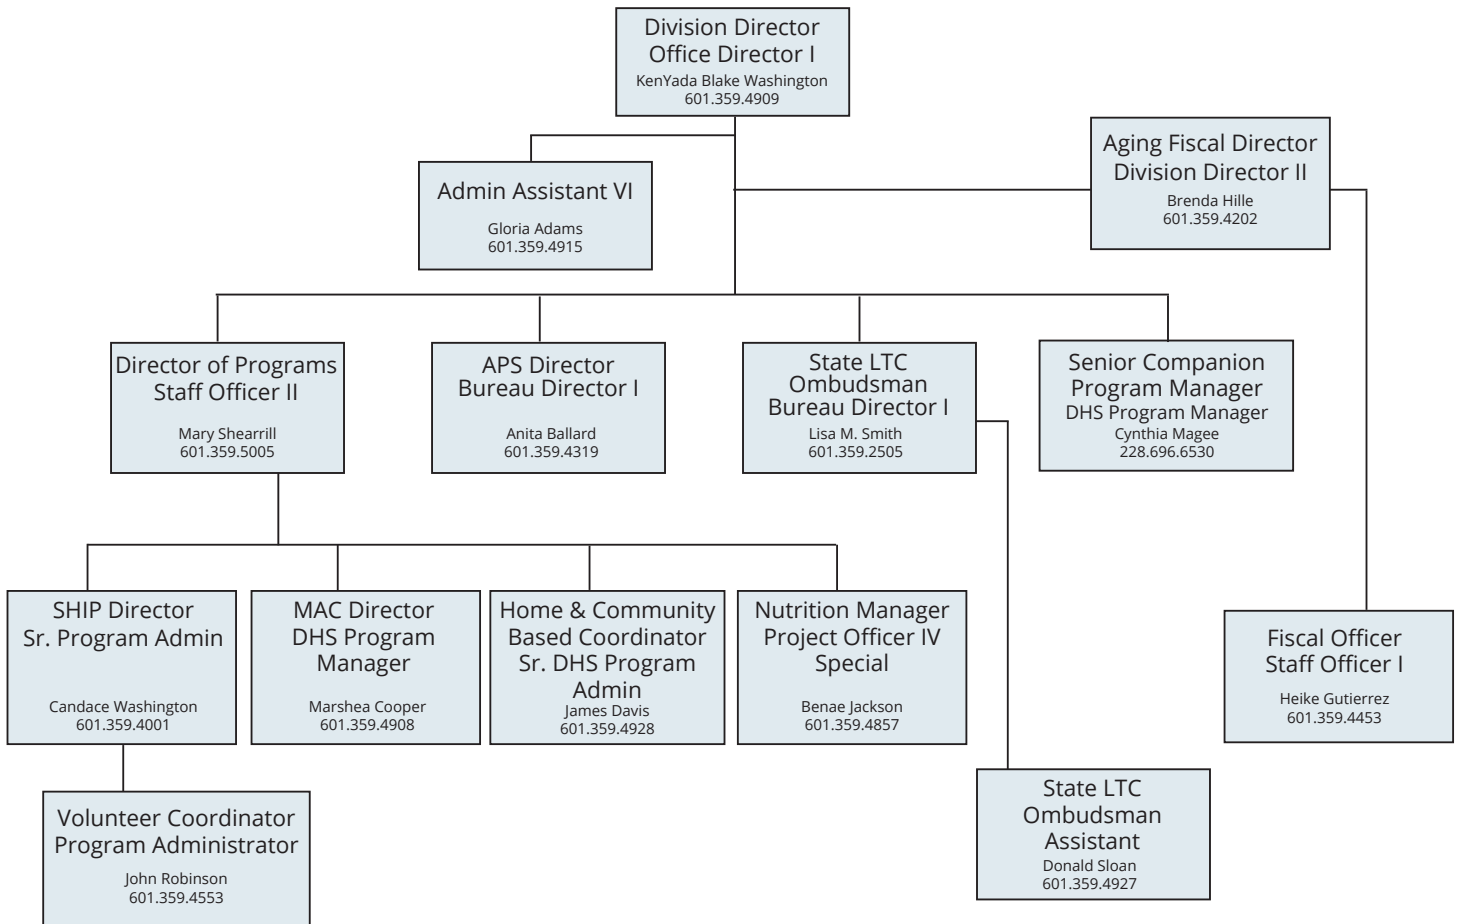 Division Director
Office Director I
KenYada Blake Washington
601.359.4909
Aging Fiscal Director
Division Director II
Brenda Hille
601.359.4202
Admin Assistant VI
Gloria Adams
601.359.4915
Director of Programs
Staff Officer II
Mary Shearrill
601.359.5005
APS Director
Bureau Director I
Anita Ballard
601.359.4319
State LTC
Ombudsman
Bureau Director I
Lisa M. Smith
601.359.2505
Senior Companion
Program Manager
DHS Program Manager
Cynthia Magee
228.696.6530
SHIP Director
Sr. Program Admin
Candace Washington
601.359.4001
MAC Director
DHS Program
Manager
Marshea Cooper
601.359.4908
Home & Community
Based Coordinator
Sr. DHS Program
Admin
James Davis
601.359.4928
Nutrition Manager
Project Officer IV
Special
Benae Jackson
601.359.4857
Fiscal Officer
Staff Officer I
Heike Gutierrez
601.359.4453
Volunteer Coordinator
Program Administrator
John Robinson
601.359.4553
State LTC
Ombudsman
Assistant
Donald Sloan
601.359.4927